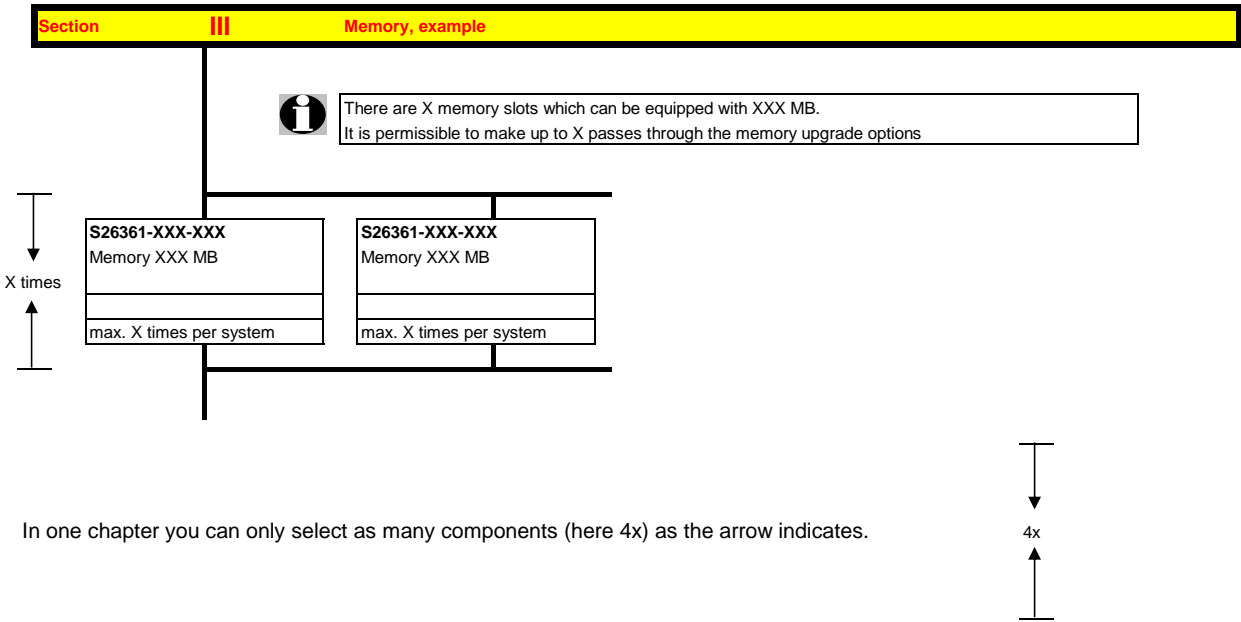 Section III Memory, example
There are X memory slots which can be equipped with XXX MB.
It is permissible to make up to X passes through the memory upgrade options
S26361-XXX-XXX S26361-XXX-XXX
Memory XXX MB Memory XXX MB
X times
max. X times per system max. X times per system
In one chapter you can only select as many components (here 4x) as the arrow indicates. 4x